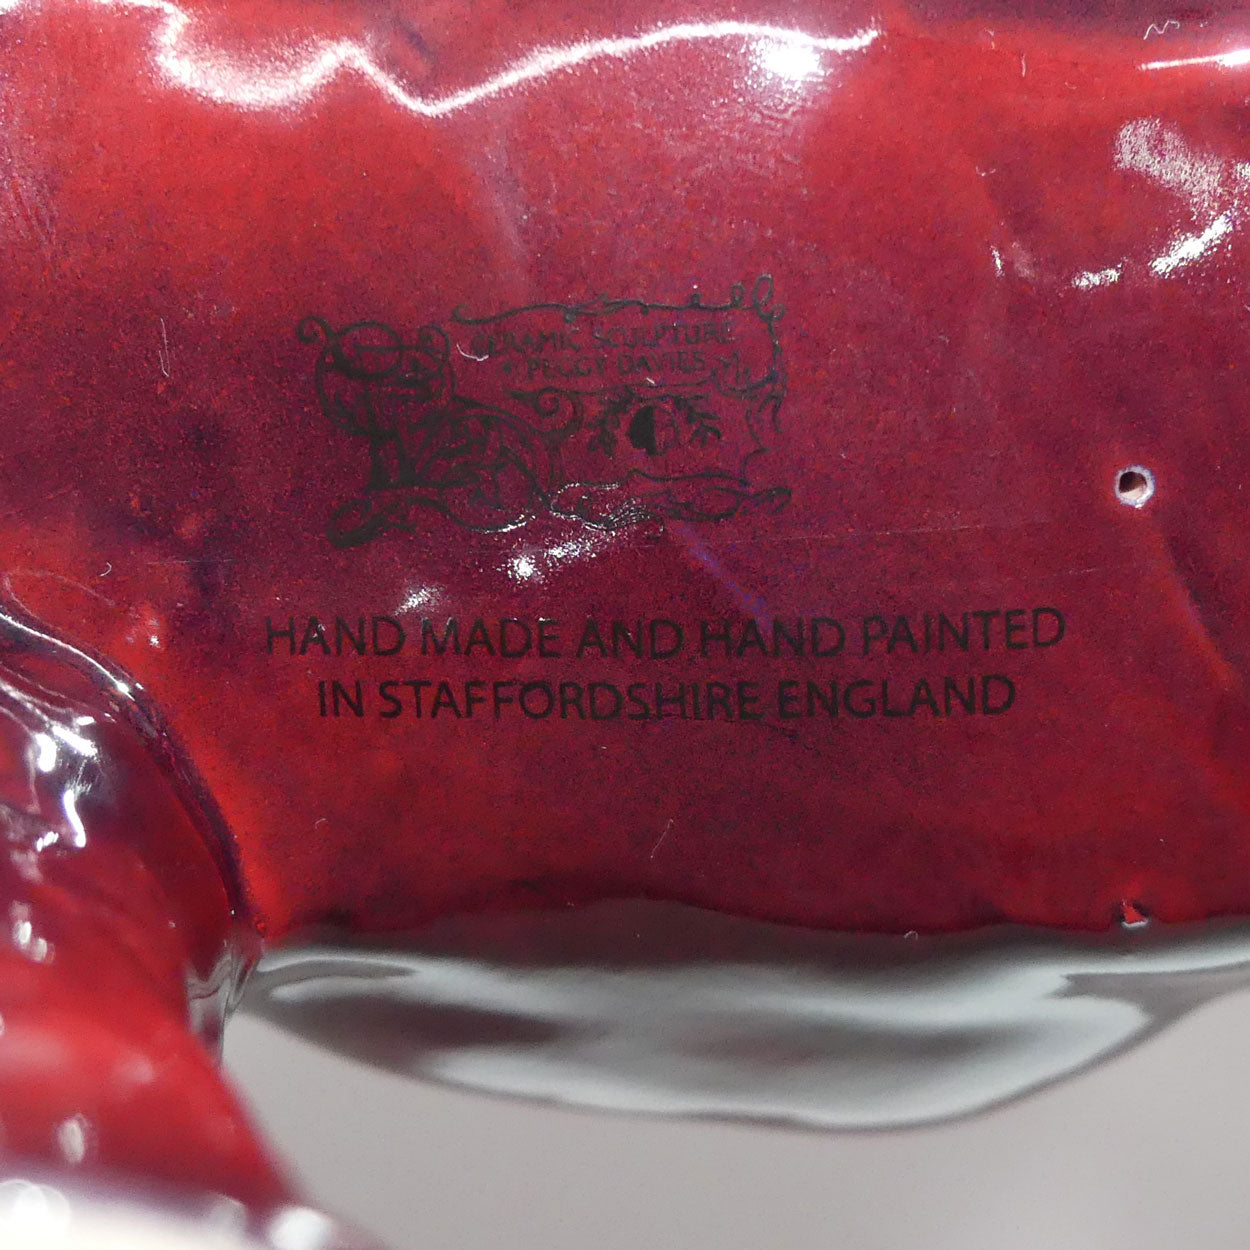 CERAMIC SCULPTURE
PEGGY DAVIES
HAND MADE AND HAND PAINTED
IN STAFFORDSHIRE ENGLAND